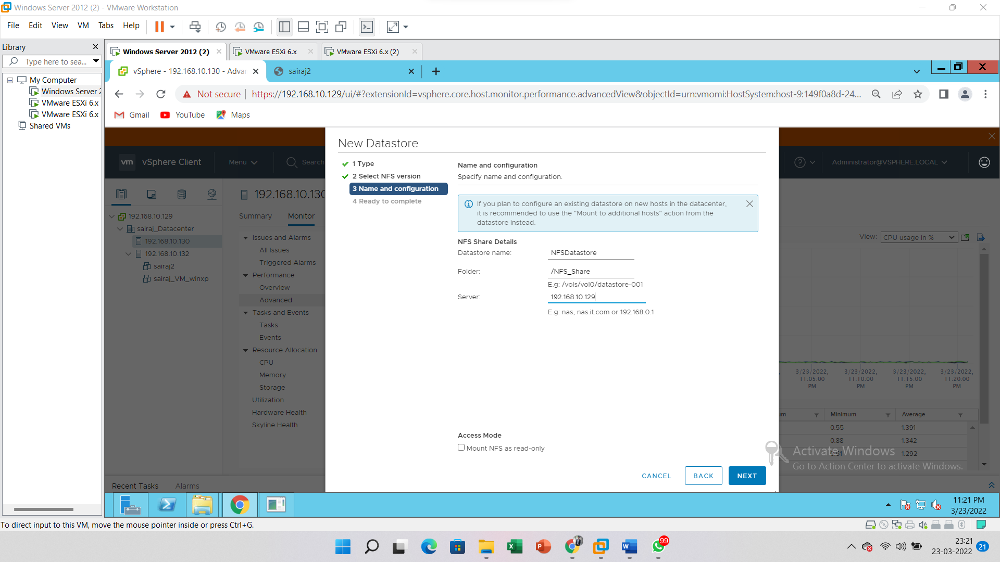 Windows Server 2012 (2) - VMware Workstation
File Edit View VM Tabs Help
Library
Type here to sea...
My Computer
Windows Server 2
VMware ESXi 6.x
VMware ESXi 6.x
Shared VMs
Windows Server 2012 (2) VMware ESXi 6.x VMware ESXi 6.x (2)
vSphere - 192.168.10.130 - Adva sairaj2
Not secure https://192.168.10.129/ui/#?extensionId=vsphere.core.host.monitor.performance.advancedView&objectId=urn:vmomi:HostSystem:host-9:149f0a8d-24...
Gmail YouTube Maps
vm vSphere Client Menu Search Administrator@VSPHERE.LOCAL
192.168.10.129
sairaj_Datacenter
192.168.10.130
192.168.10.132
sairaj2
sairaj_VM_winxp
192.168.10.130
Summary Monitor
Issues and Alarms
All Issues
Triggered Alarms
Performance
Overview
Advanced
Tasks and Events
Tasks
Events
Resource Allocation
CPU
Memory
Storage
Utilization
Hardware Health
Skyline Health
New Datastore
1 Type
2 Select NFS version
3 Name and configuration
4 Ready to complete
Name and configuration
Specify name and configuration.
If you plan to configure an existing datastore on new hosts in the datacenter,
it is recommended to use the "Mount to additional hosts" action from the
datastore instead.
NFS Share Details
Datastore name: NFSDatastore
Folder: /NFS_Share
E.g: /vols/vol0/datastore-001
Server: 192.168.10.129
E.g: nas, nas.it.com or 192.168.0.1
Access Mode
Mount NFS as read-only
CANCEL BACK NEXT
View: CPU usage in %
3/23/2022, 3/23/2022, 3/23/2022, 3/23/2022,
11:05:00 11:10:00 11:15:00 11:20:00
PM PM PM PM
um Minimum Average
0.55 1.391
0.88 1.342
1.292
Activate Windows
Go to Action Center to activate Windows.
Recent Tasks Alarms
11:21 PM
3/23/2022
To direct input to this VM, move the mouse pointer inside or press Ctrl+G.
99
23:21
23-03-2022
21